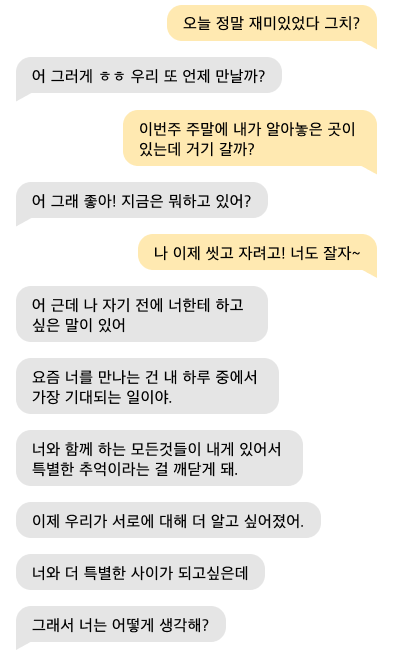 오늘 정말 재미있었다 그치?
어 그러게 ㅎㅎ 우리 또 언제 만날까?
이번주 주말에 내가 알아놓은 곳이
있는데 거기 갈까?
어 그래 좋아! 지금은 뭐하고 있어?
나 이제 씻고 자려고! 너도 잘자~
어 근데 나 자기 전에 너한테 하고
싶은 말이 있어
요즘 너를 만나는 건 내 하루 중에서
가장 기대되는 일이야.
너와 함께 하는 모든것들이 내게 있어서
특별한 추억이라는 걸 깨닫게 돼.
이제 우리가 서로에 대해 더 알고 싶어졌어.
너와 더 특별한 사이가 되고싶은데
그래서 너는 어떻게 생각해?